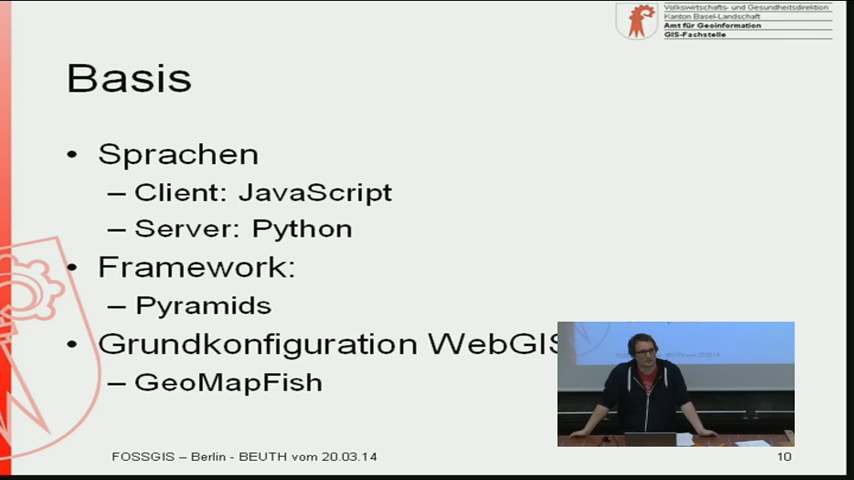 Volkswirtschafts- und Gesundheitsdirektion
Kanton Basel-Landschaft
Amt für Geoinformation
GIS-Fachstelle
Basis
• Sprachen
– Client: JavaScript
– Server: Python
• Framework:
– Pyramids
• Grundkonfiguration WebGIS
– GeoMapFish
FOSSGIS – Berlin - BEUTH vom 20.03.14
10